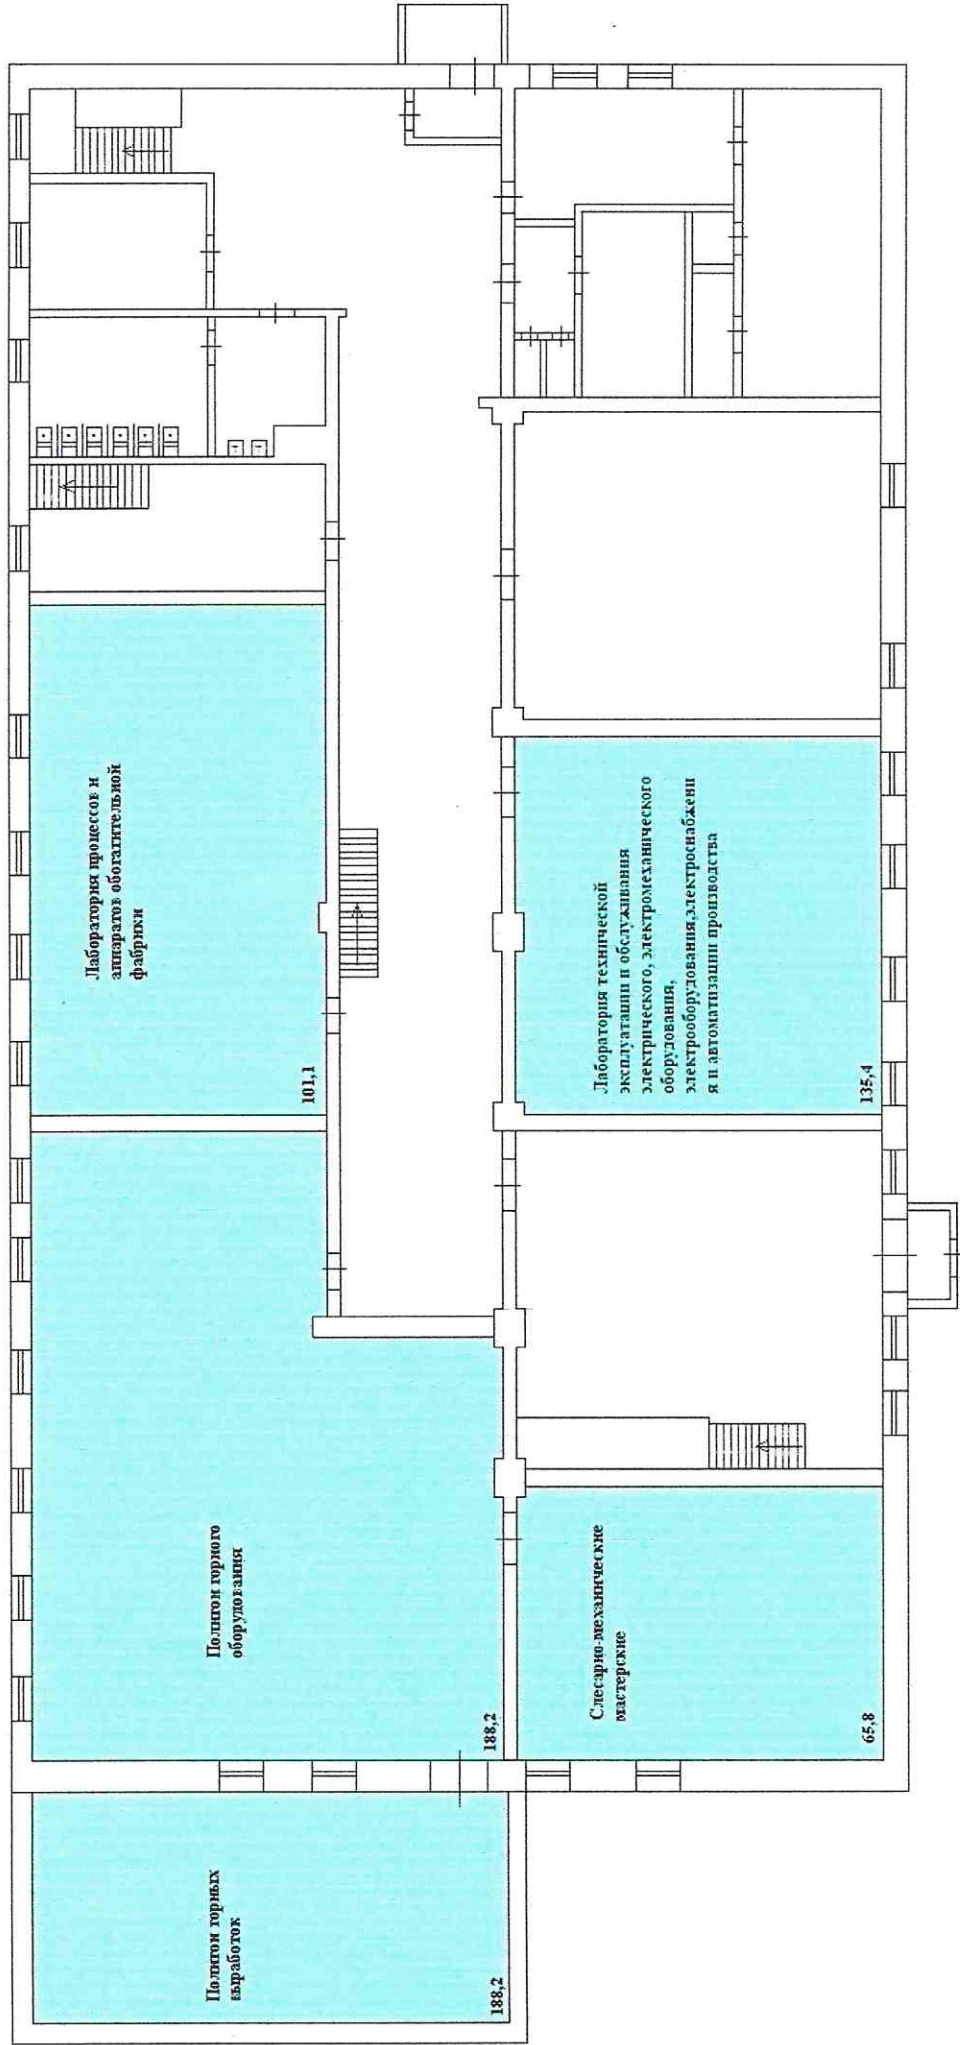 Лаборатория процессов и
аппаратов обогатительной
фабрики
101,1
Лаборатория технической
эксплуатации и обслуживания
электрического, электромеханического
оборудования,
электрооборудования,электроснабжени
я и автоматизации производства
135,4
Полигон горного
оборудования
188,2
Слесарно-механические
мастерские
65,8
Полигон горных
выработок
188,2